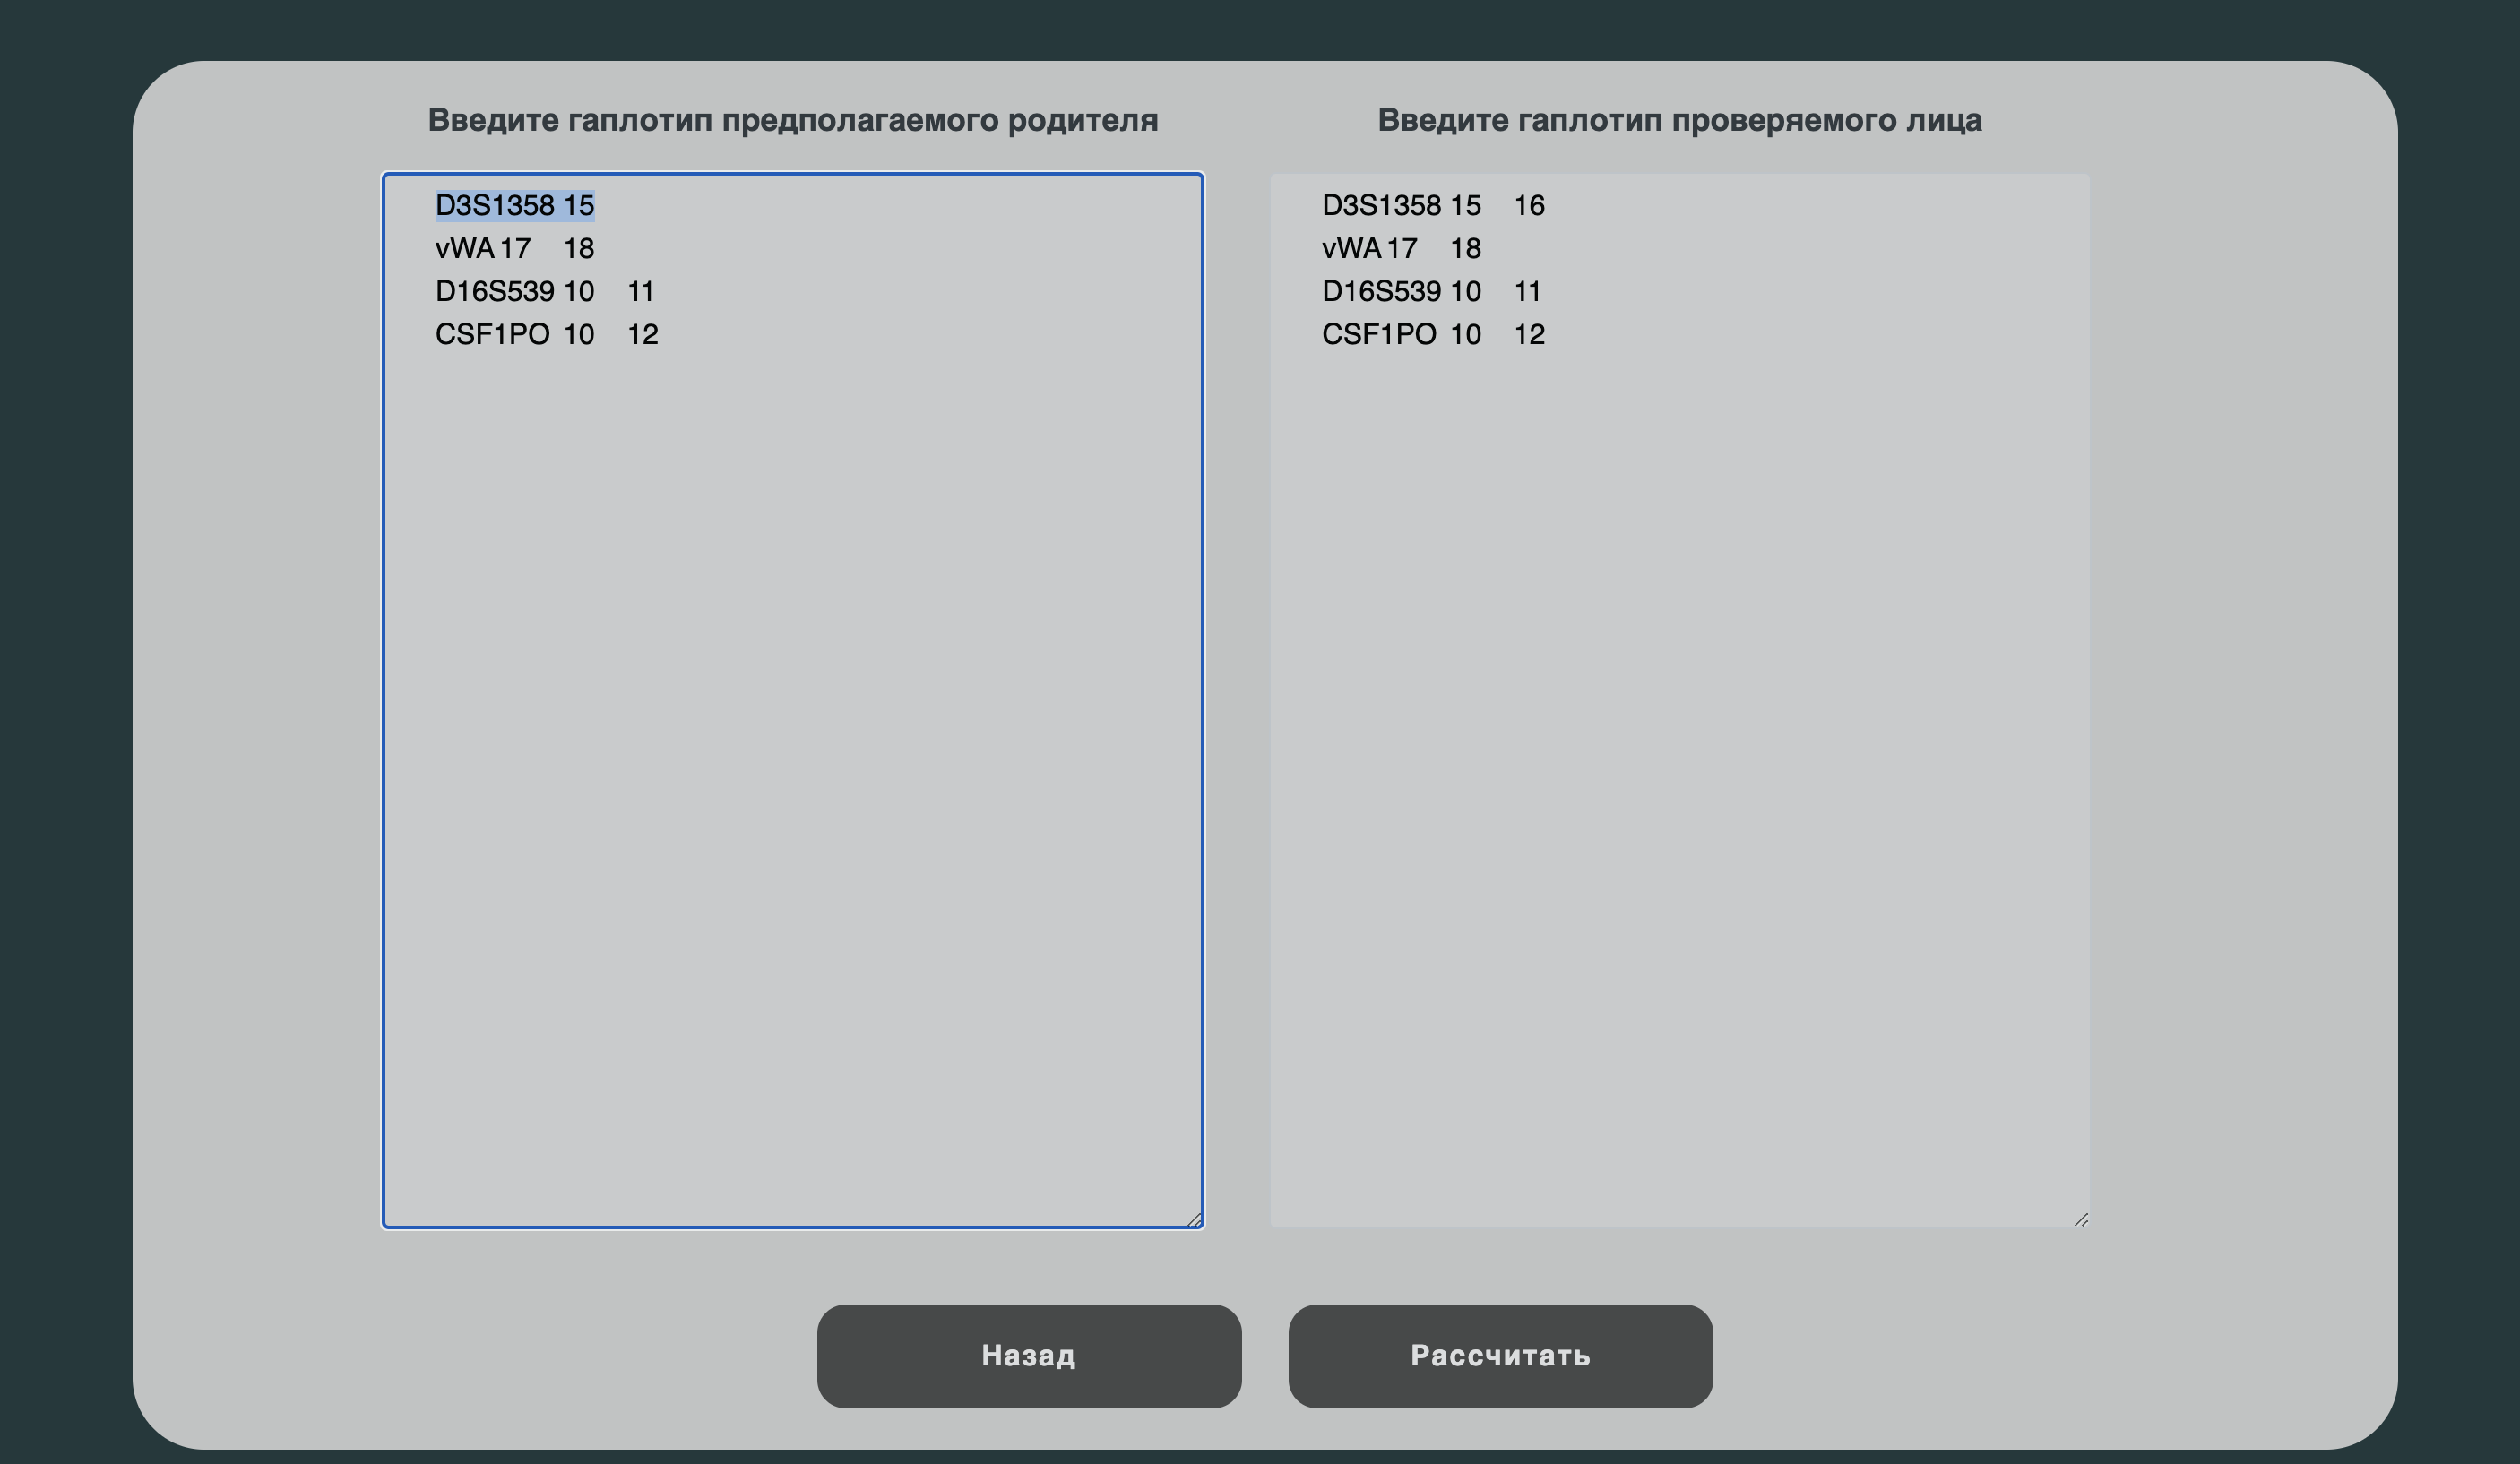 Введите гаплотип предполагаемого родителя
D3S1358 15
vWA 17 18
D16S539 10 11
CSF1PO 10 12
Введите гаплотип проверяемого лица
D3S1358 15 16
vWA 17 18
D16S539 10 11
CSF1PO 10 12
Назад
Рассчитать